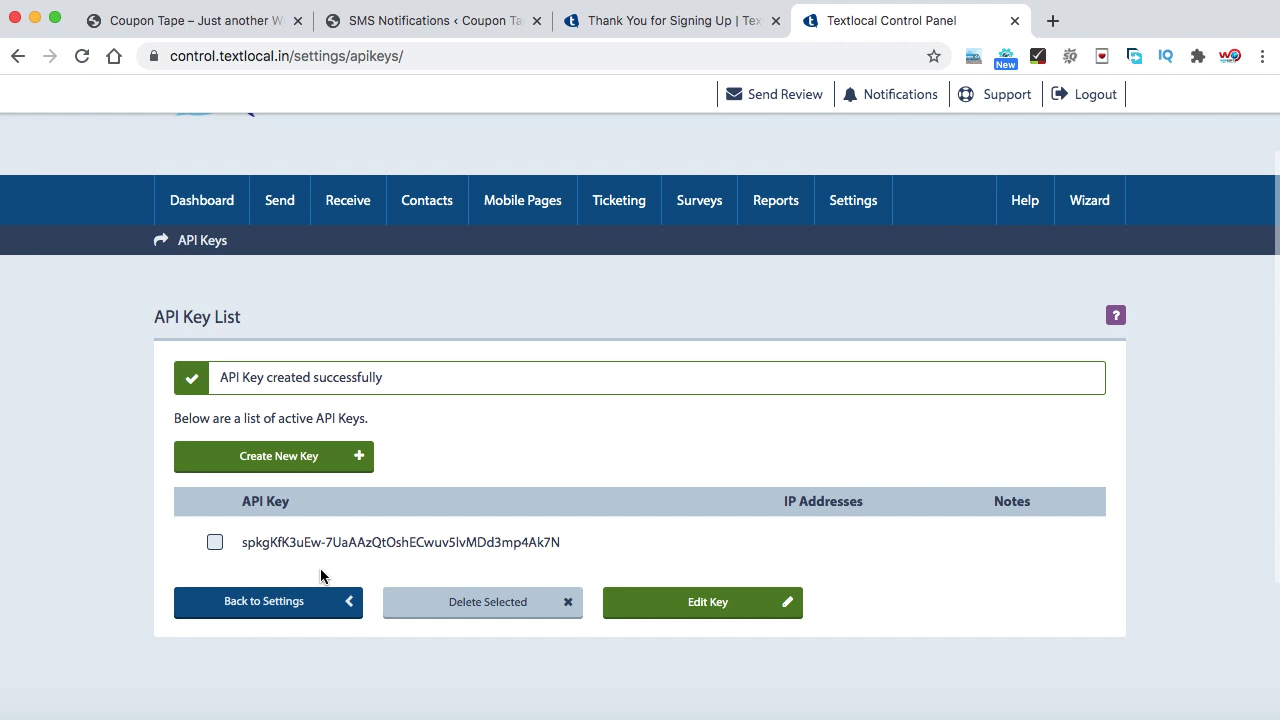 Coupon Tape – Just another W
SMS Notifications ‹ Coupon Ta
Thank You for Signing Up | Tex
Textlocal Control Panel
control.textlocal.in/settings/apikeys/
New
IQ
Send Review
Notifications
Support
Logout
Dashboard
Send
Receive
Contacts
Mobile Pages
Ticketing
Surveys
Reports
Settings
Help
Wizard
API Keys
API Key List
?
API Key created successfully
Below are a list of active API Keys.
Create New Key
API Key
IP Addresses
Notes
spkgKfK3uEw-7UaAAzQtOshECwuv5lvMDd3mp4Ak7N
Back to Settings
Delete Selected
Edit Key